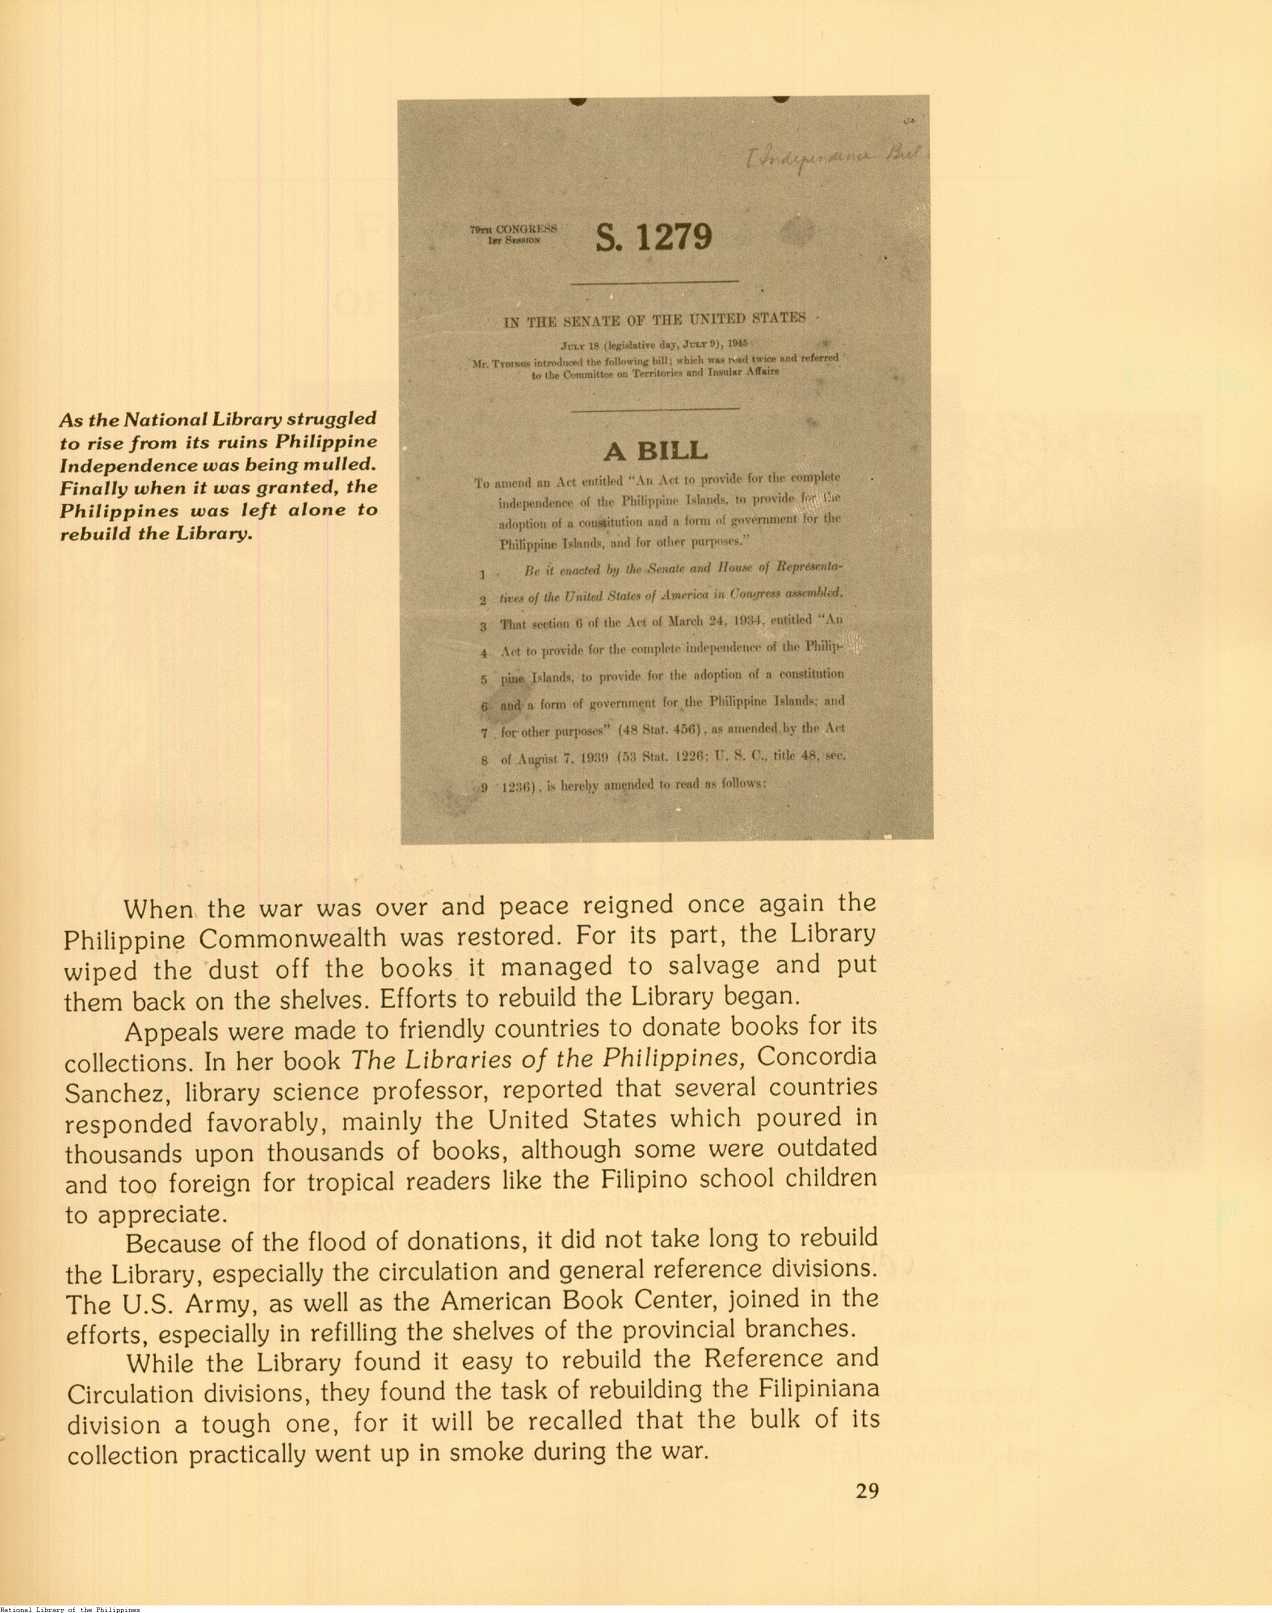 [Independence Bill
79TH CONGRESS
1ST SESSION
S. 1279
IN THE SENATE OF THE UNITED STATES
JULY 18 (legislative day, JULY 9), 1945
Mr. TYDINGS introduced the following bill; which was read twice and referred
to the Committee on Territories and Insular Affairs
A BILL
To amend an Act entitled "An Act to provide for the complete
independence of the Philippine Islands, to provide for the
adoption of a constitution and a form of government for the
Philippine Islands, and for other purposes."
1 Be it enacted by the Senate and House of Representa-
2 tives of the United States of America in Congress assembled,
3 That section 6 of the Act of March 24, 1934, entitled "An
4 Act to provide for the complete independence of the Philip-
5 pine Islands, to provide for the adoption of a constitution
6 and a form of government for the Philippine Islands; and
7 for other purposes" (48 Stat. 456), as amended by the Act
8 of August 7, 1939 (53 Stat. 1226; U. S. C., title 48, sec.
9 1236), is hereby amended to read as follows:
As the National Library struggled
to rise from its ruins Philippine
Independence was being mulled.
Finally when it was granted, the
Philippines was left alone to
rebuild the Library.
When the war was over and peace reigned once again the
Philippine Commonwealth was restored. For its part, the Library
wiped the dust off the books it managed to salvage and put
them back on the shelves. Efforts to rebuild the Library began.
Appeals were made to friendly countries to donate books for its
collections. In her book The Libraries of the Philippines, Concordia
Sanchez, library science professor, reported that several countries
responded favorably, mainly the United States which poured in
thousands upon thousands of books, although some were outdated
and too foreign for tropical readers like the Filipino school children
to appreciate.
Because of the flood of donations, it did not take long to rebuild
the Library, especially the circulation and general reference divisions.
The U.S. Army, as well as the American Book Center, joined in the
efforts, especially in refilling the shelves of the provincial branches.
While the Library found it easy to rebuild the Reference and
Circulation divisions, they found the task of rebuilding the Filipiniana
division a tough one, for it will be recalled that the bulk of its
collection practically went up in smoke during the war.
29
National Library of the Philippines